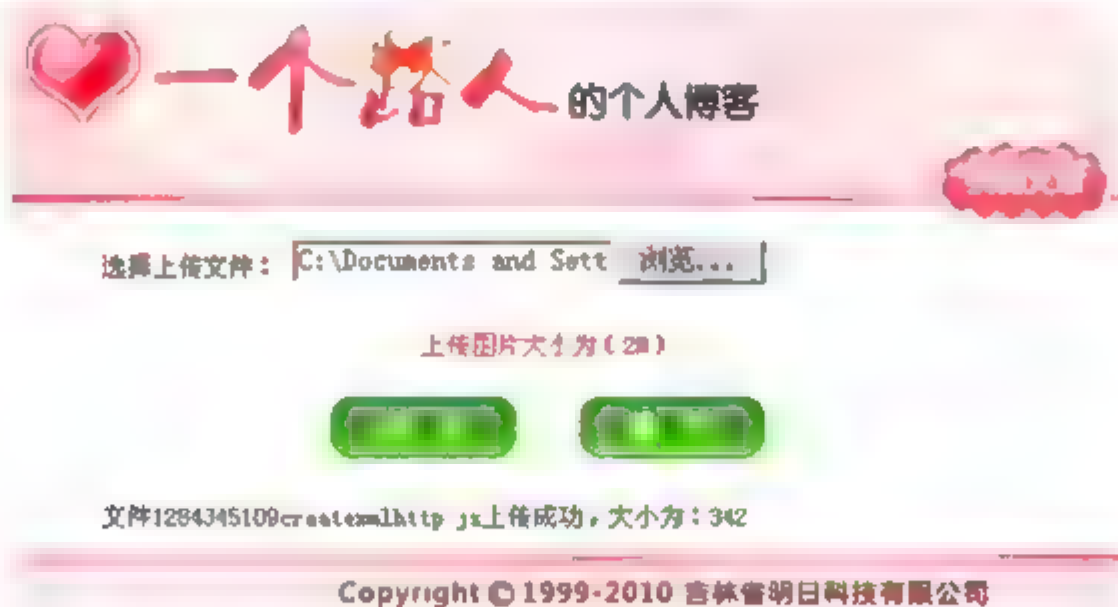 一个路人的个人博客
选择上传文件： C:\Documents and Sett 浏览...
上传图片大小为(2m)
文件1284345109createxmlhttp js上传成功，大小为：342
Copyright © 1999-2010 吉林省明日科技有限公司